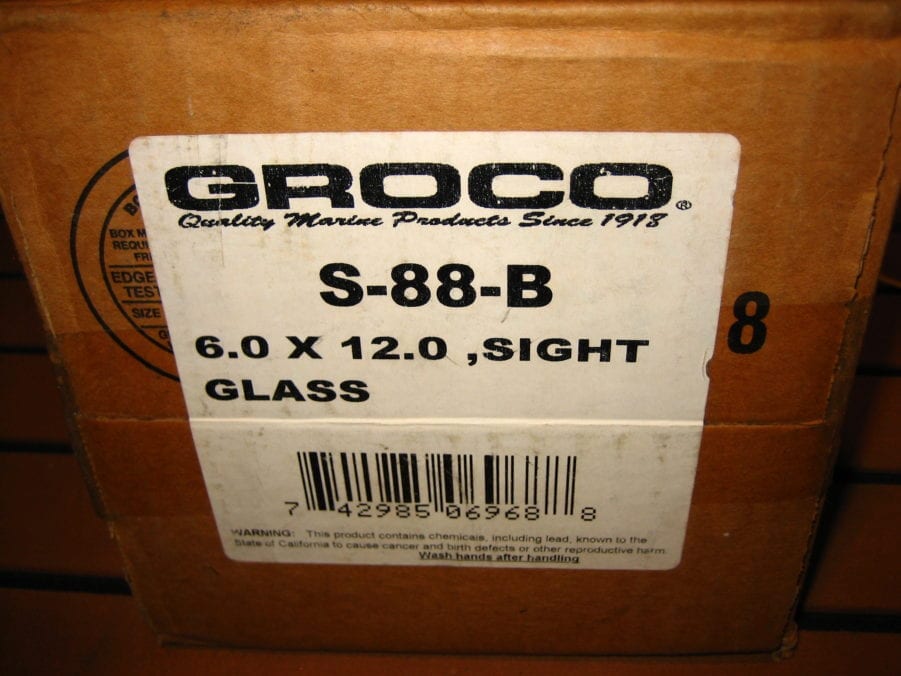 GROCO®
Quality Marine Products Since 1918
S-88-B
6.0 X 12.0 ,SIGHT
GLASS
7 42985 06968 8
WARNING: This product contains chemicals, including lead, known to the
State of California to cause cancer and birth defects or other reproductive harm.
Wash hands after handling
8
BOX
EDGE
TEST
SIZE